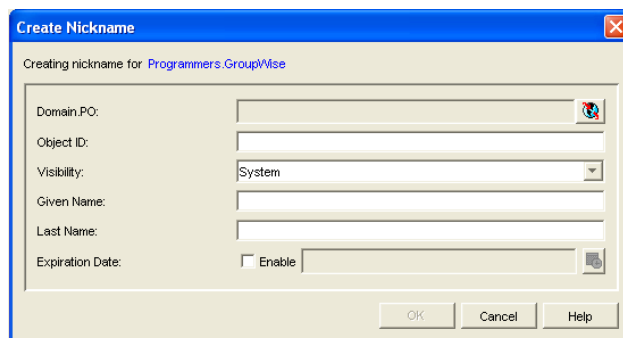 Create Nickname
Creating nickname for Programmers.GroupWise
Domain.PO:
Object ID:
Visibility: System
Given Name:
Last Name:
Expiration Date: Enable
OK Cancel Help